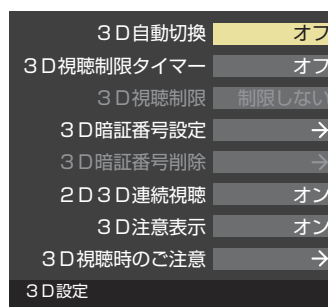 ３Ｄ自動切換 オフ
３Ｄ視聴制限タイマー オフ
３Ｄ視聴制限 制限しない
３Ｄ暗証番号設定 →
３Ｄ暗証番号削除 →
２Ｄ３Ｄ連続視聴 オン
３Ｄ注意表示 オン
３Ｄ視聴時のご注意 →
３Ｄ設定